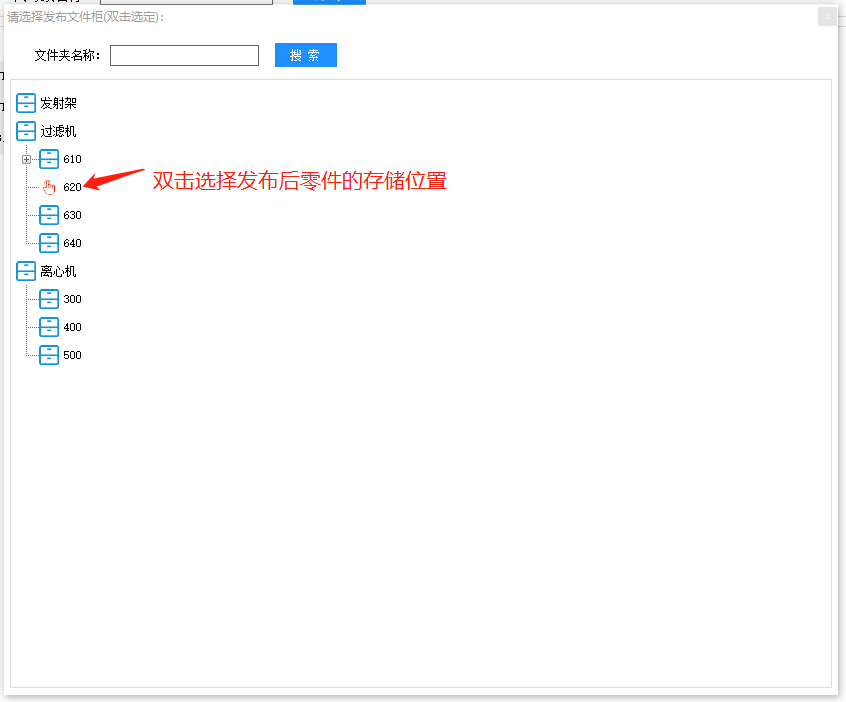 请选择发布文件柜(双击选定):
文件夹名称:
搜 索
发射架
过滤机
610
620
双击选择发布后零件的存储位置
630
640
离心机
300
400
500